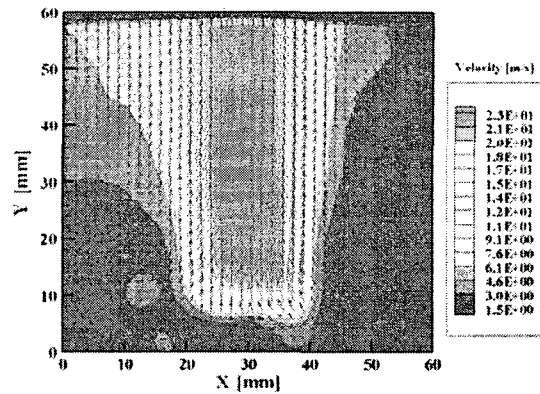 60
50
40
30
20
10
0
Y [mm]
0 10 20 30 40 50 60
X [mm]
Velocity [m/s]
2.3E+01
2.1E+01
2.0E+01
1.8E+01
1.7E+01
1.5E+01
1.4E+01
1.2E+01
1.1E+01
9.1E+00
7.6E+00
6.1E+00
4.6E+00
3.0E+00
1.5E+00